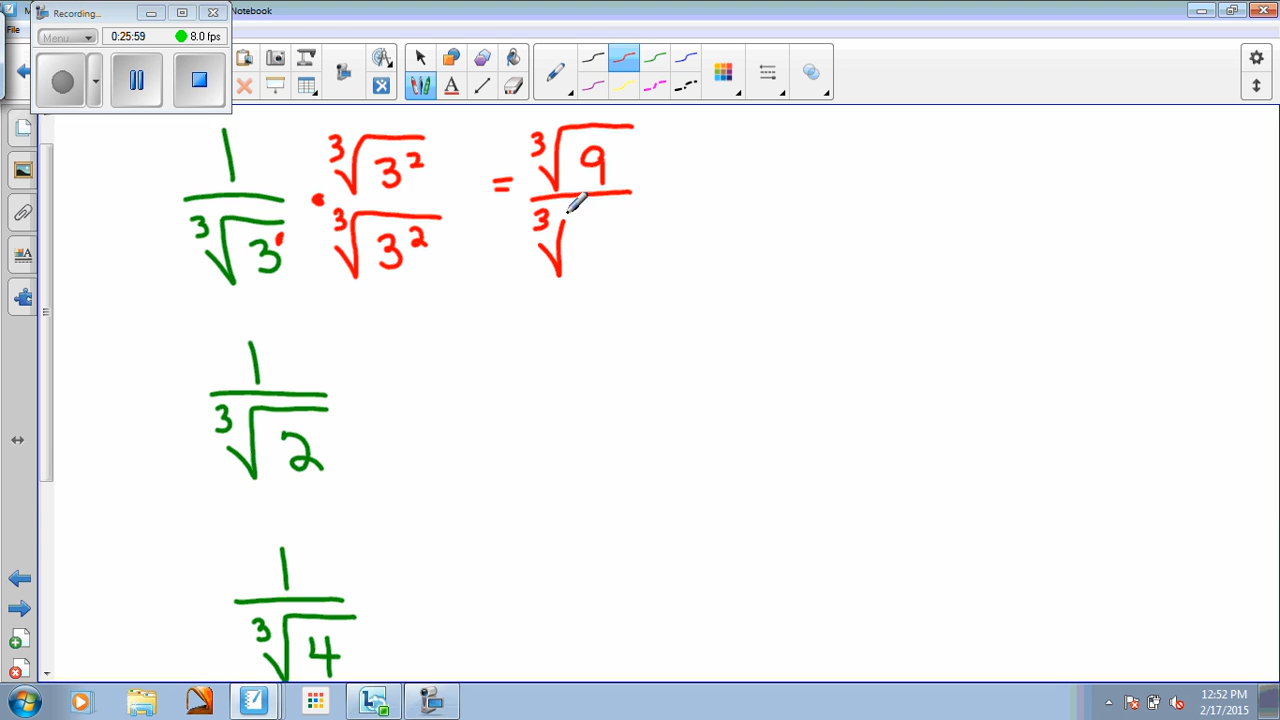 Recording...
Notebook
Menu 0:25:59 8.0 fps
File
1/∛3¹ · ∛3²/∛3² = ∛9/∛
1/∛2
1/∛4
12:52 PM
2/17/2015